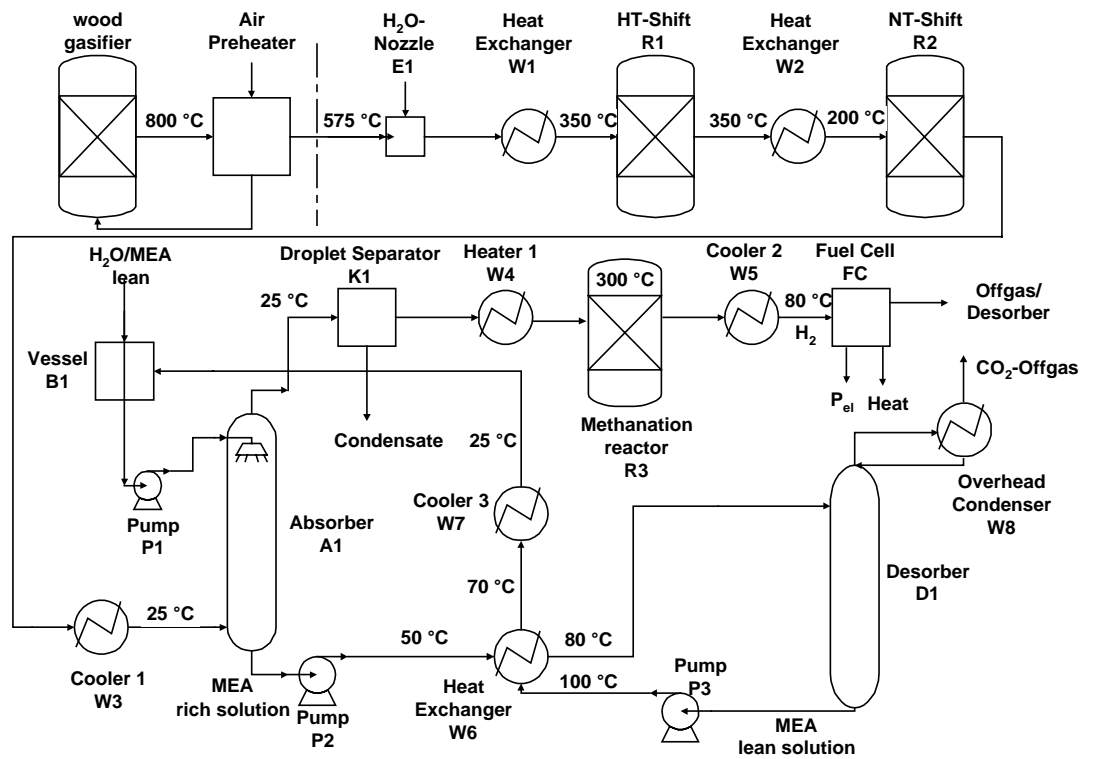 wood
gasifier
Air
Preheater
H₂O-
Nozzle
E1
Heat
Exchanger
W1
HT-Shift
R1
Heat
Exchanger
W2
NT-Shift
R2
800 °C
575 °C
350 °C
350 °C
200 °C
H₂O/MEA
lean
Droplet Separator
K1
Heater 1
W4
300 °C
Cooler 2
W5
Fuel Cell
FC
25 °C
80 °C
H₂
Offgas/
Desorber
Vessel
B1
CO₂-Offgas
Pel
Heat
Condensate
Methanation
reactor
R3
25 °C
Pump
P1
Absorber
A1
Cooler 3
W7
Overhead
Condenser
W8
70 °C
Desorber
D1
25 °C
50 °C
80 °C
Cooler 1
W3
MEA
rich solution
Pump
P2
Heat
Exchanger
W6
100 °C
Pump
P3
MEA
lean solution